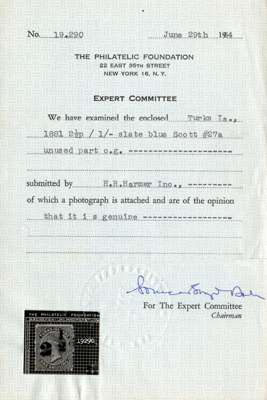 No. 19.290 June 29th 1954
THE PHILATELIC FOUNDATION
22 EAST 35TH STREET
NEW YORK 16, N. Y.
EXPERT COMMITTEE
We have examined the enclosed Turks Is.,
1881 2½p / 1/- slate blue Scott #27a
unused part o.g. --------------------
submitted by H.R.Harmer Inc., ---------
of which a photograph is attached and are of the opinion
that it i s genuine -----------------
For The Expert Committee
Chairman
THE PHILATELIC FOUNDATION
19290